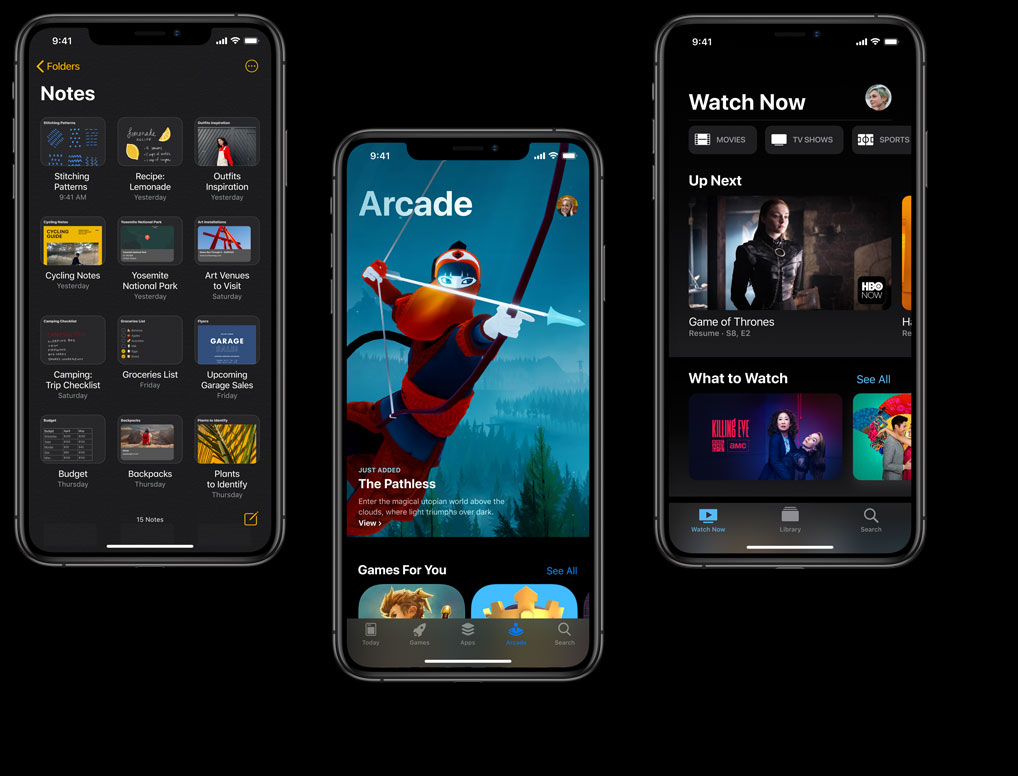 9:41
Folders
Notes
Stitching Patterns
Lemonade
Outfits Inspiration
Stitching
Patterns
9:41 AM
Recipe:
Lemonade
Yesterday
Outfits
Inspiration
Yesterday
Cycling Notes
CYCLING
GUIDE
Yosemite National Park
Art Installations
Cycling Notes
Yesterday
Yosemite
National Park
Yesterday
Art Venues
to Visit
Saturday
Camping Checklist
Groceries List
Flyers
GARAGE
SALE
Camping:
Trip Checklist
Saturday
Groceries List
Friday
Upcoming
Garage Sales
Friday
Budget
Backpacks
Plants to Identify
Budget
Thursday
Backpacks
Thursday
Plants
to Identify
Thursday
15 Notes
9:41
Arcade
JUST ADDED
The Pathless
Enter the magical utopian world above the
clouds, where light triumphs over dark.
View >
Games For You
See All
Today
Games
Apps
Arcade
Search
9:41
Watch Now
MOVIES
TV SHOWS
SPORTS
Up Next
HBO
NOW
Game of Thrones
Resume · S8, E2
Ha
Re
What to Watch
See All
KILLING EVE
AMC
Watch Now
Library
Search